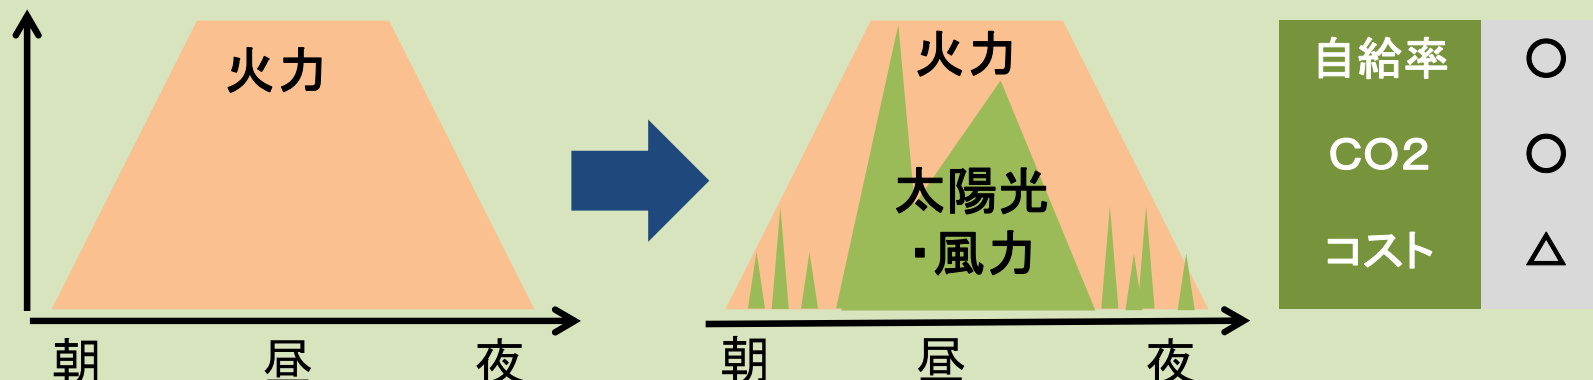 火力
朝
昼
夜
火力
太陽光
・風力
朝
昼
夜
自給率 ○
CO2 ○
コスト △